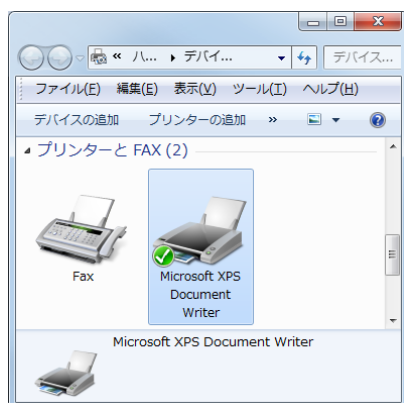 « ハ... ▸ デバイ... デバイス...
ファイル(F) 編集(E) 表示(V) ツール(T) ヘルプ(H)
デバイスの追加 プリンターの追加 »
プリンターと FAX (2)
Fax
Microsoft XPS
Document
Writer
Microsoft XPS Document Writer